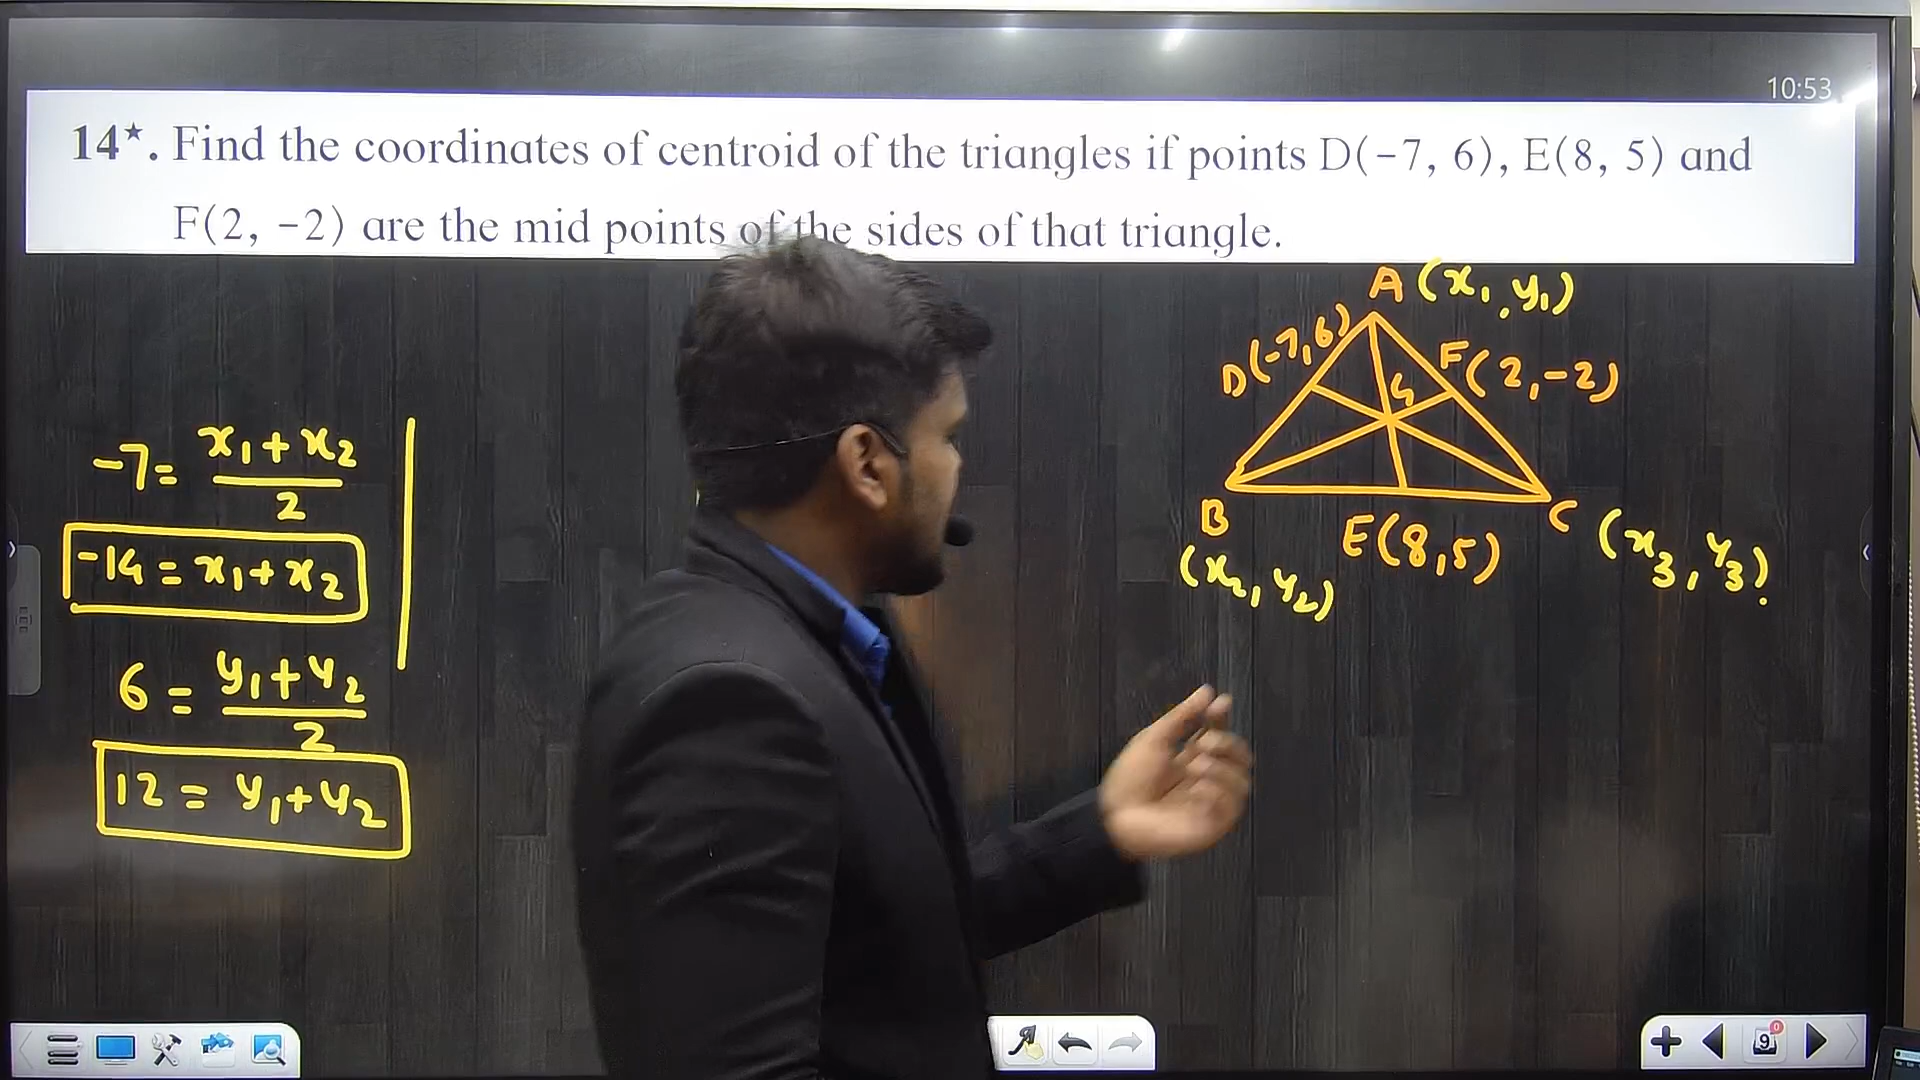 10:53
14*. Find the coordinates of centroid of the triangles if points D(-7, 6), E(8, 5) and
F(2, -2) are the mid points of the sides of that triangle.
A (x₁, y₁)
D(-7,6)
F(2,-2)
G
B
C (x₃, y₃)
E(8,5)
(x₂, y₂)
-7 = x₁+x₂
2
-14 = x₁+x₂
6 = y₁+y₂
2
12 = y₁+y₂
0
9